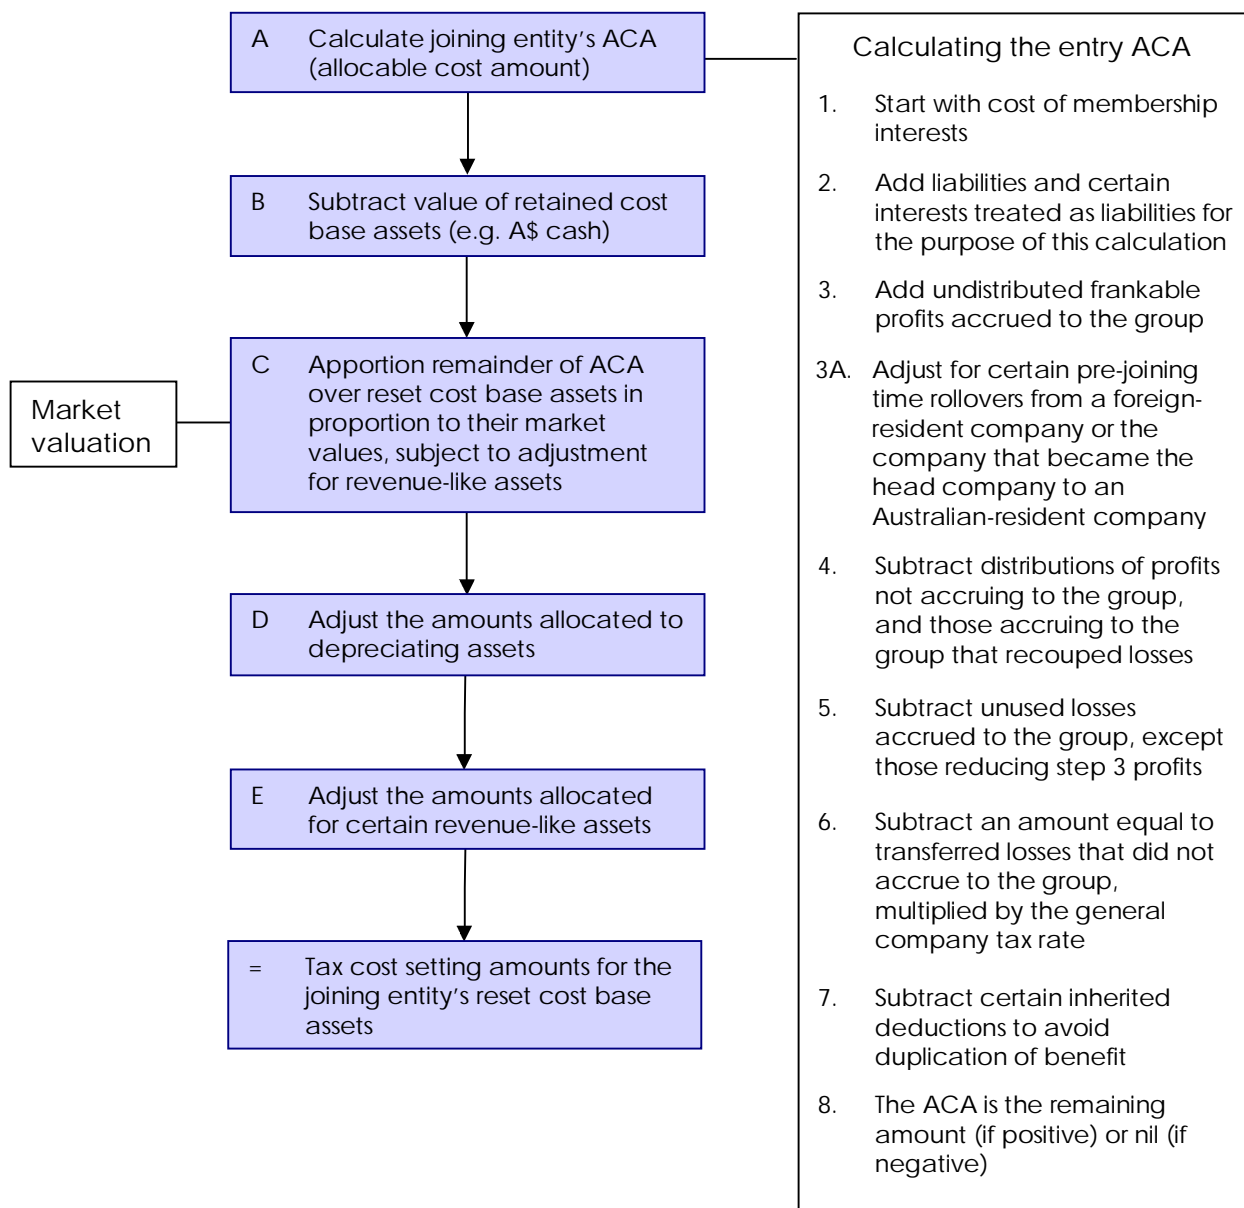 A Calculate joining entity's ACA
(allocable cost amount)
B Subtract value of retained cost
base assets (e.g. A$ cash)
C Apportion remainder of ACA
over reset cost base assets in
proportion to their market
values, subject to adjustment
for revenue-like assets
Market
valuation
D Adjust the amounts allocated to
depreciating assets
E Adjust the amounts allocated
for certain revenue-like assets
= Tax cost setting amounts for the
joining entity's reset cost base
assets
Calculating the entry ACA
1. Start with cost of membership
interests
2. Add liabilities and certain
interests treated as liabilities for
the purpose of this calculation
3. Add undistributed frankable
profits accrued to the group
3A. Adjust for certain pre-joining
time rollovers from a foreign-
resident company or the
company that became the
head company to an
Australian-resident company
4. Subtract distributions of profits
not accruing to the group,
and those accruing to the
group that recouped losses
5. Subtract unused losses
accrued to the group, except
those reducing step 3 profits
6. Subtract an amount equal to
transferred losses that did not
accrue to the group,
multiplied by the general
company tax rate
7. Subtract certain inherited
deductions to avoid
duplication of benefit
8. The ACA is the remaining
amount (if positive) or nil (if
negative)